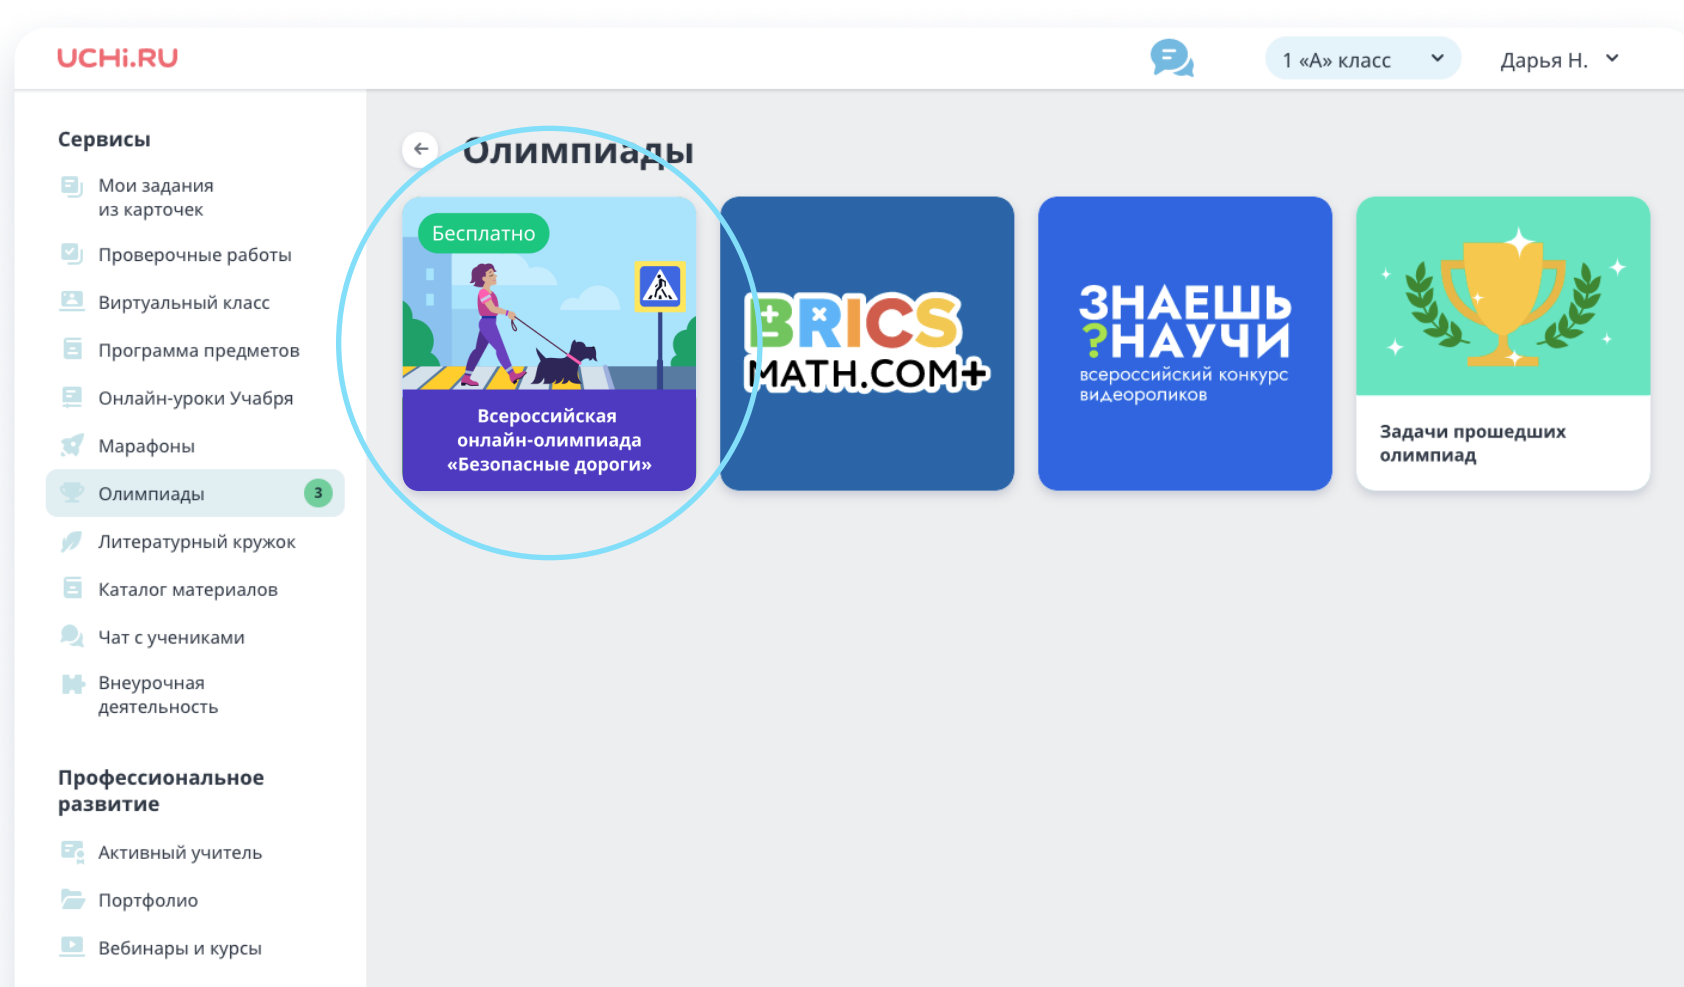 UCHi.RU
1 «А» класс
Дарья Н.
Сервисы
Мои задания
из карточек
Проверочные работы
Виртуальный класс
Программа предметов
Онлайн-уроки Учабря
Марафоны
Олимпиады
3
Литературный кружок
Каталог материалов
Чат с учениками
Внеурочная
деятельность
Профессиональное
развитие
Активный учитель
Портфолио
Вебинары и курсы
Олимпиады
Бесплатно
Всероссийская
онлайн-олимпиада
«Безопасные дороги»
BRICS
MATH.COM+
ЗНАЕШЬ
?НАУЧИ
всероссийский конкурс
видеороликов
Задачи прошедших
олимпиад